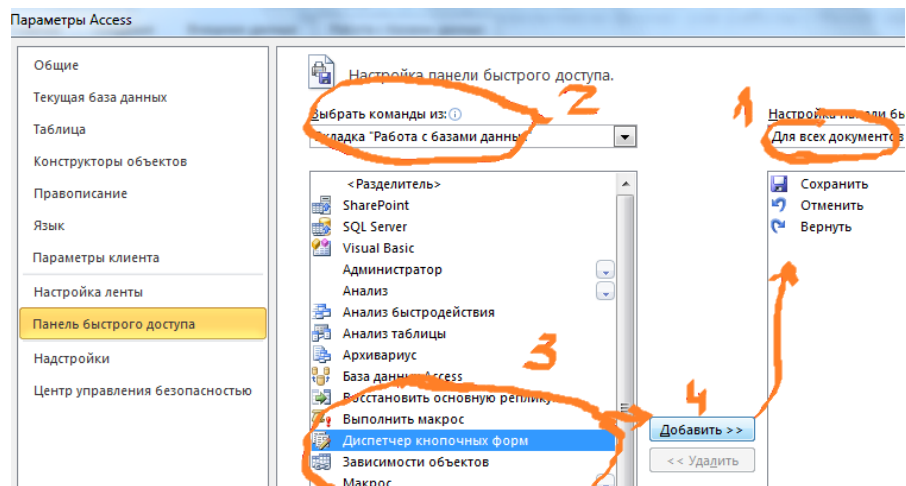 Параметры Access
Общие
Текущая база данных
Таблица
Конструкторы объектов
Правописание
Язык
Параметры клиента
Настройка ленты
Панель быстрого доступа
Надстройки
Центр управления безопасностью
Настройка панели быстрого доступа.
2
1
Выбрать команды из:
Вкладка "Работа с базами данны
<Разделитель>
SharePoint
SQL Server
Visual Basic
Администратор
Анализ
Анализ быстродействия
Анализ таблицы
Архивариус
База данных Access
Восстановить основную реплику
Выполнить макрос
Диспетчер кнопочных форм
Зависимости объектов
Макрос
3
4
Добавить >>
<< Удалить
Настройка панели бы
Для всех документов
Сохранить
Отменить
Вернуть